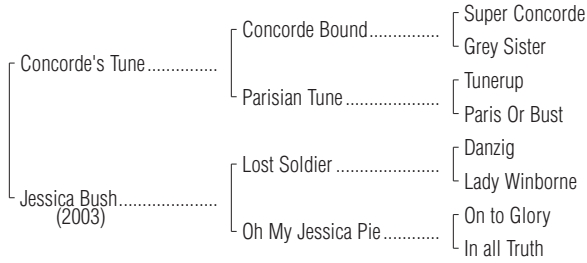 Super Concorde
Concorde Bound................
Grey Sister
Concorde's Tune................
Tunerup
Parisian Tune .....................
Paris Or Bust
Danzig
Lost Soldier .......................
Lady Winborne
Jessica Bush......................
(2003)
On to Glory
Oh My Jessica Pie............
In all Truth